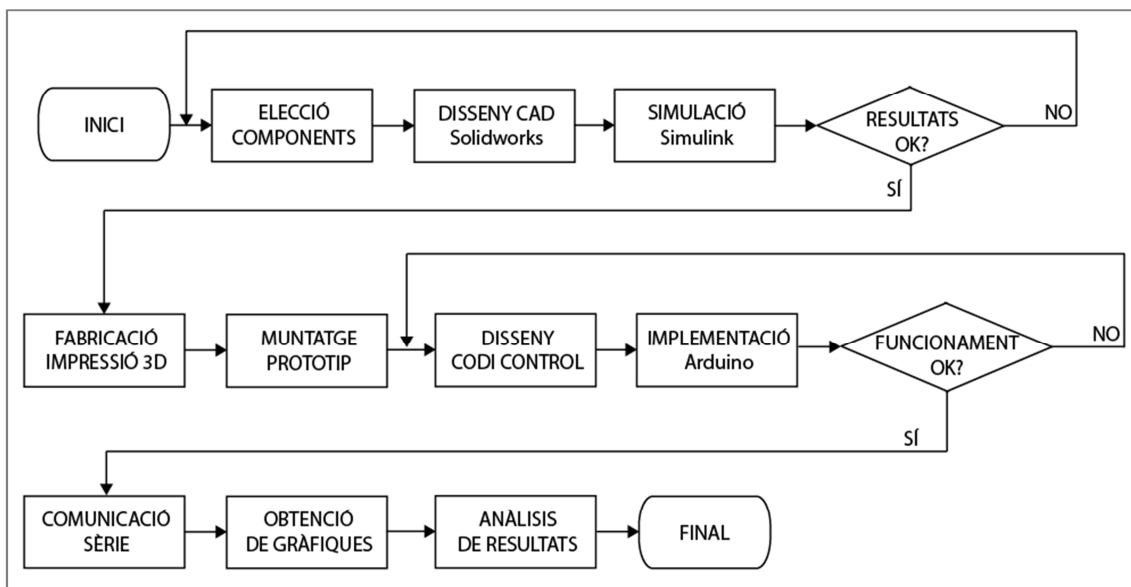 INICI
ELECCIÓ
COMPONENTS
DISSENY CAD
Solidworks
SIMULACIÓ
Simulink
RESULTATS
OK?
NO
SÍ
FABRICACIÓ
IMPRESSIÓ 3D
MUNTATGE
PROTOTIP
DISSENY
CODI CONTROL
IMPLEMENTACIÓ
Arduino
FUNCIONAMENT
OK?
NO
SÍ
COMUNICACIÓ
SÈRIE
OBTENCIÓ
DE GRÀFIQUES
ANÀLISIS
DE RESULTATS
FINAL